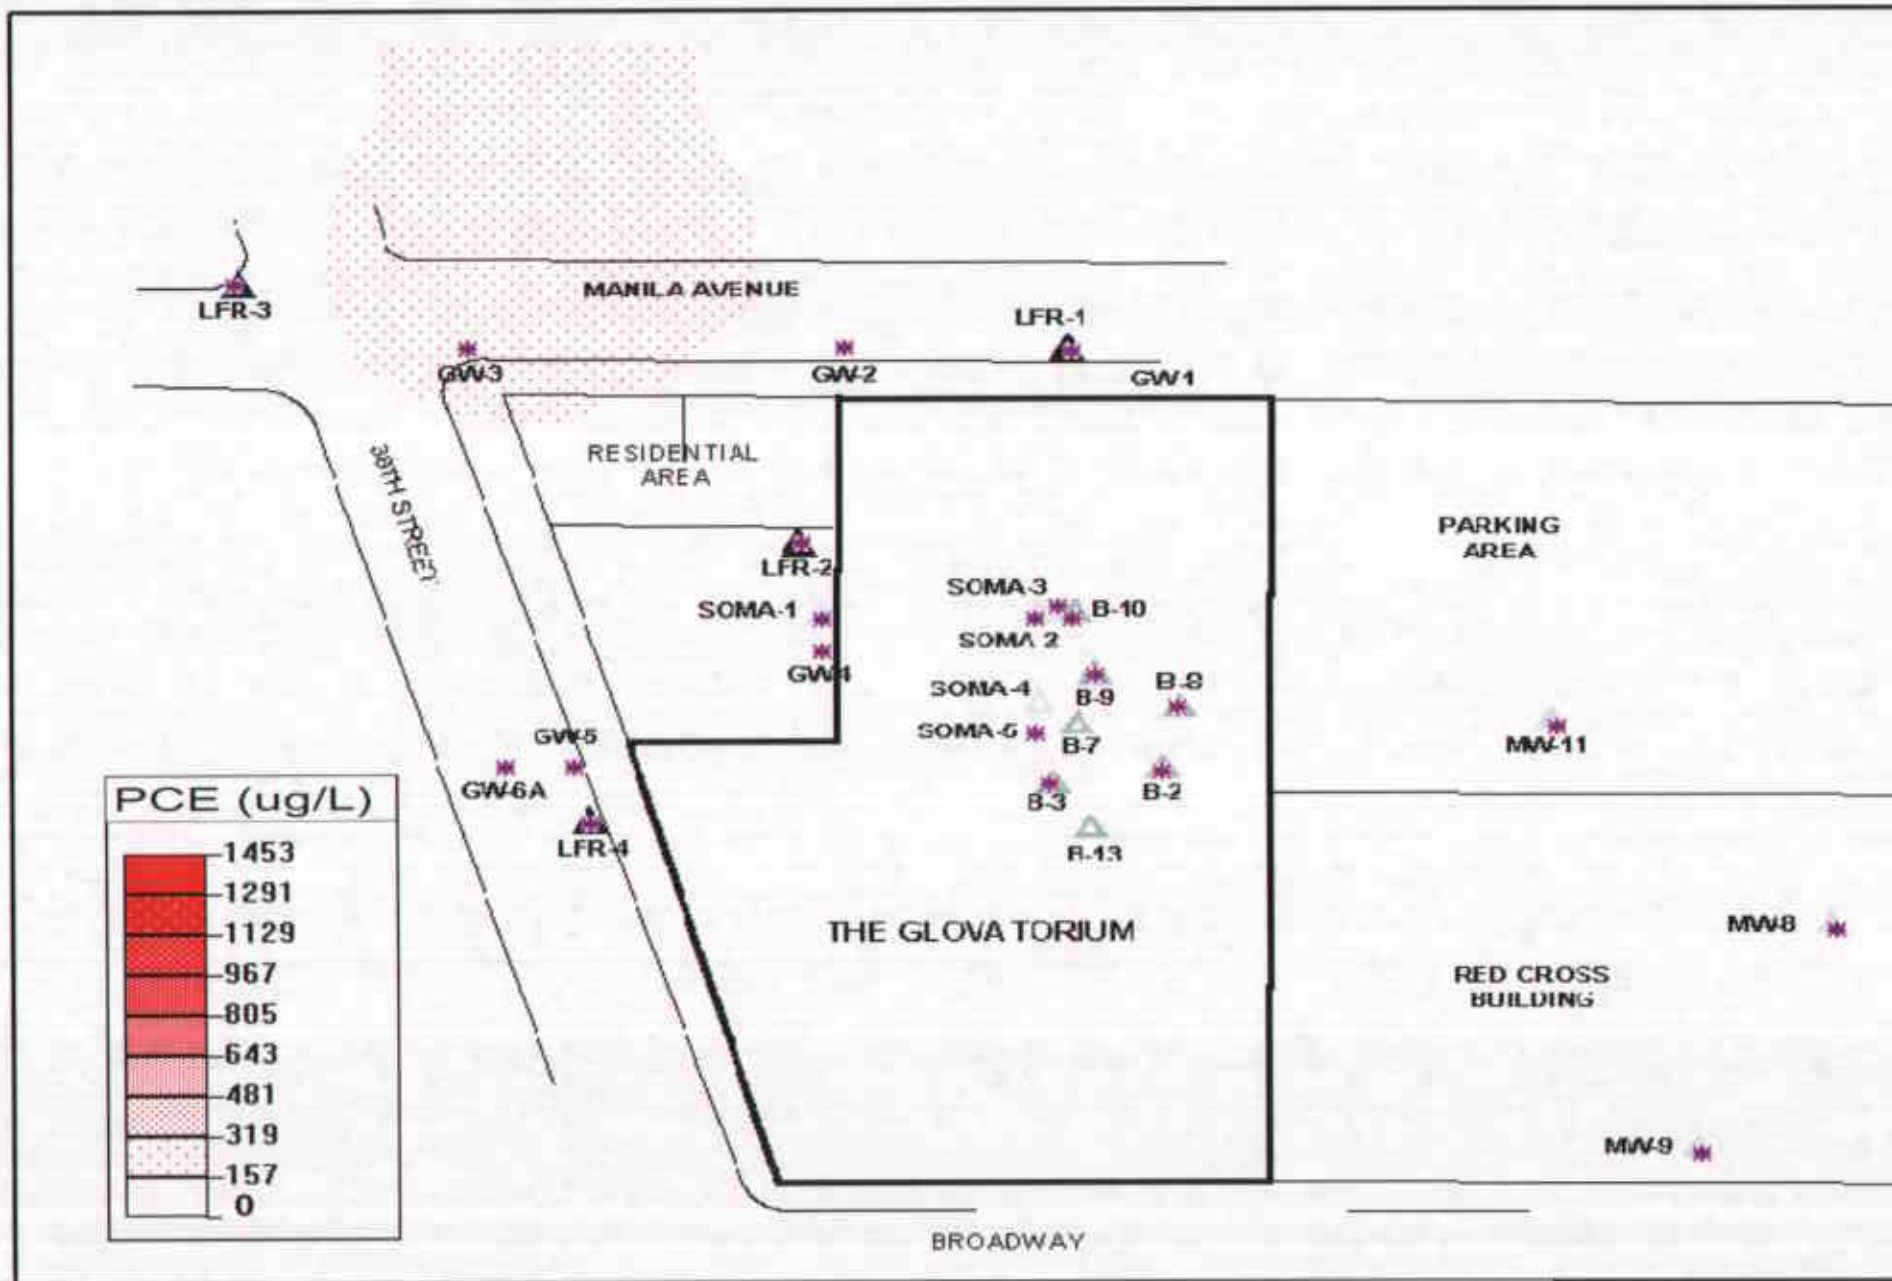 MANILA AVENUE
LFR-3
LFR-1
GW-3
GW-2
GW1
RESIDENTIAL
AREA
38TH STREET
PARKING
AREA
LFR-2
SOMA-3
B-10
SOMA-1
SOMA 2
GW4
SOMA-4
B-9
B-8
SOMA-5
B-7
GW-5
MW-11
GW-6A
B-3
B-2
LFR-4
B-13
PCE (ug/L)
1453
1291
1129
967
805
643
481
319
157
0
THE GLOVA TORIUM
MW-8
RED CROSS
BUILDING
MW-9
BROADWAY